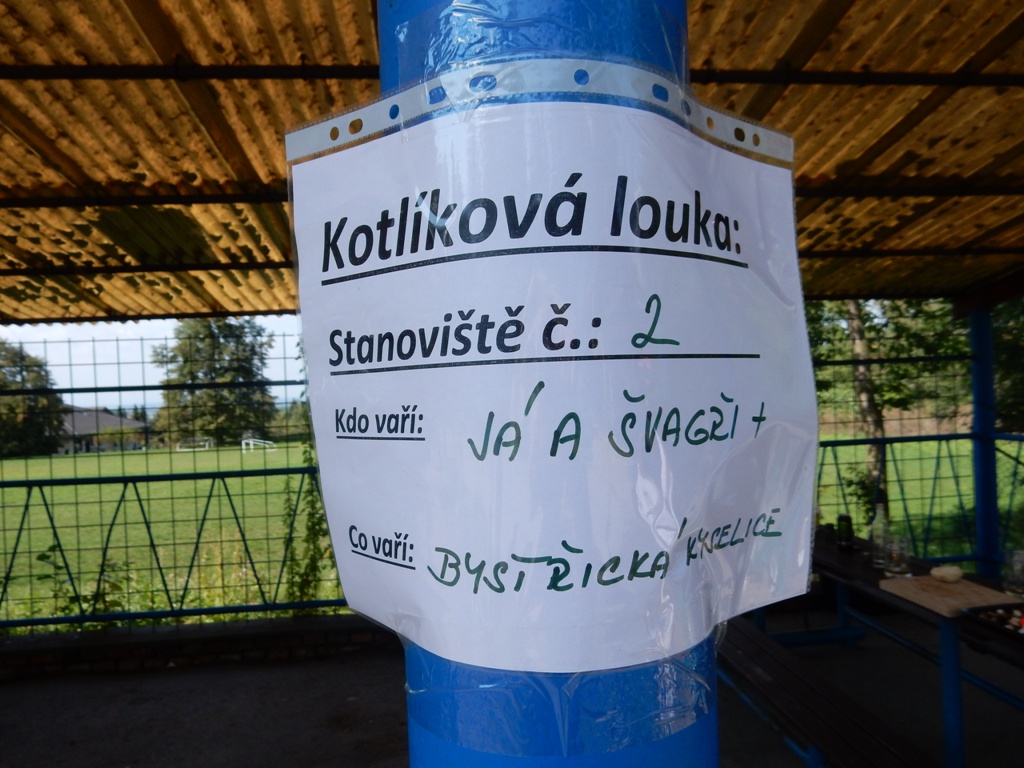 Kotlíková louka:
Stanoviště č.: 2
Kdo vaří: JÁ A ŠVAGŘI +
Co vaří: BYSTŘICKÁ KYSELICE